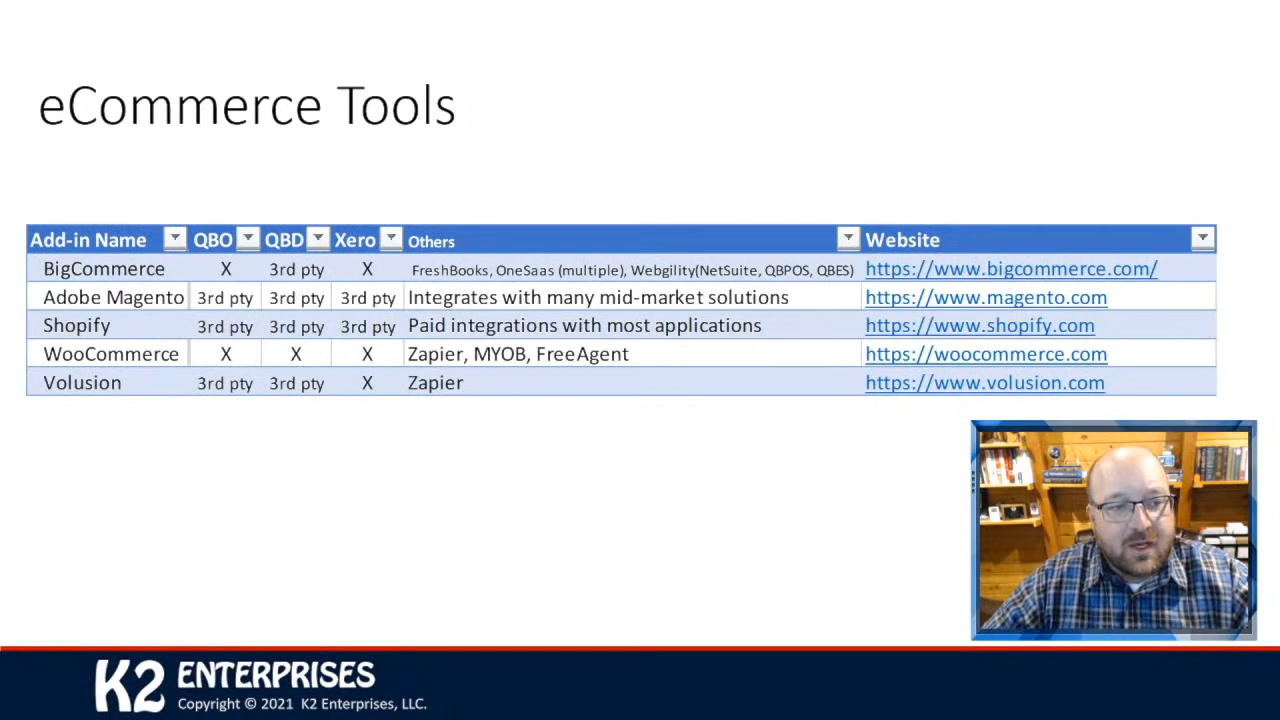 eCommerce Tools
Add-in Name QBO QBD Xero Others Website
BigCommerce X 3rd pty X FreshBooks, OneSaas (multiple), Webgility(NetSuite, QBPOS, QBES) https://www.bigcommerce.com/
Adobe Magento 3rd pty 3rd pty 3rd pty Integrates with many mid-market solutions https://www.magento.com
Shopify 3rd pty 3rd pty 3rd pty Paid integrations with most applications https://www.shopify.com
WooCommerce X X X Zapier, MYOB, FreeAgent https://woocommerce.com
Volusion 3rd pty 3rd pty X Zapier https://www.volusion.com
K2 ENTERPRISES
Copyright © 2021 K2 Enterprises, LLC.